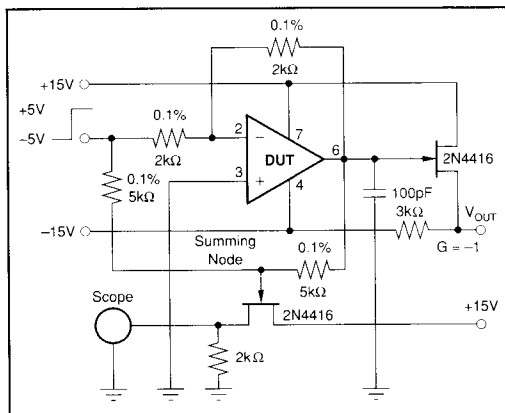 0.1%
2kΩ
+15V
+5V
0.1%
-5V
2kΩ
2
−
7
DUT
6
3
+
4
2N4416
0.1%
5kΩ
100pF
3kΩ
V_OUT
−15V
Summing
Node
0.1%
5kΩ
G = −1
Scope
2N4416
+15V
2kΩ